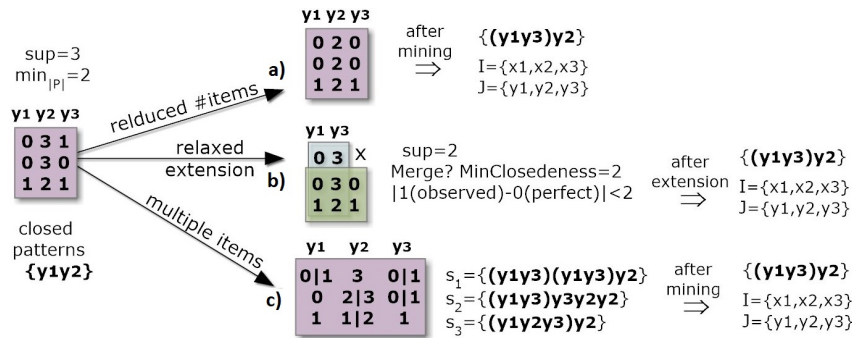 sup=3
min|P|=2
y1 y2 y3
0 3 1
0 3 0
1 2 1
closed
patterns
{y1y2}
relduced #items
relaxed
extension
multiple items
a)
y1 y2 y3
0 2 0
0 2 0
1 2 1
after
mining
⇒
{(y1y3)y2}
I={x1,x2,x3}
J={y1,y2,y3}
b)
y1 y3
0 3 x
0 3 0
1 2 1
sup=2
Merge? MinClosedeness=2
|1(observed)-0(perfect)|<2
after
extension
⇒
{(y1y3)y2}
I={x1,x2,x3}
J={y1,y2,y3}
c)
y1 y2 y3
0|1 3 0|1
0 2|3 0|1
1 1|2 1
s1={(y1y3)(y1y3)y2}
s2={(y1y3)y3y2y2}
s3={(y1y2y3)y2}
after
mining
⇒
{(y1y3)y2}
I={x1,x2,x3}
J={y1,y2,y3}